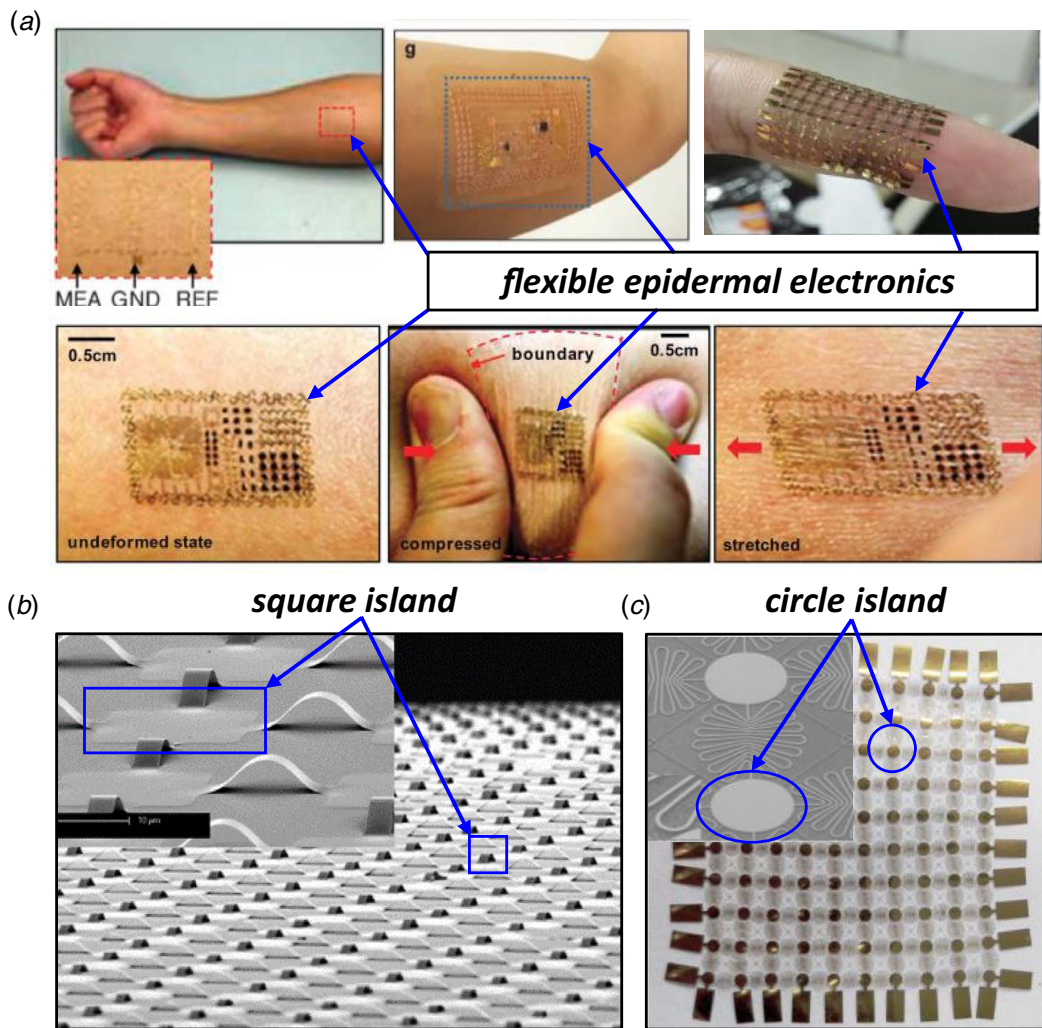 (a)
g
MEA GND REF
flexible epidermal electronics
0.5cm
boundary
0.5cm
undeformed state
compressed
stretched
(b)
square island
(c)
circle island
10 μm